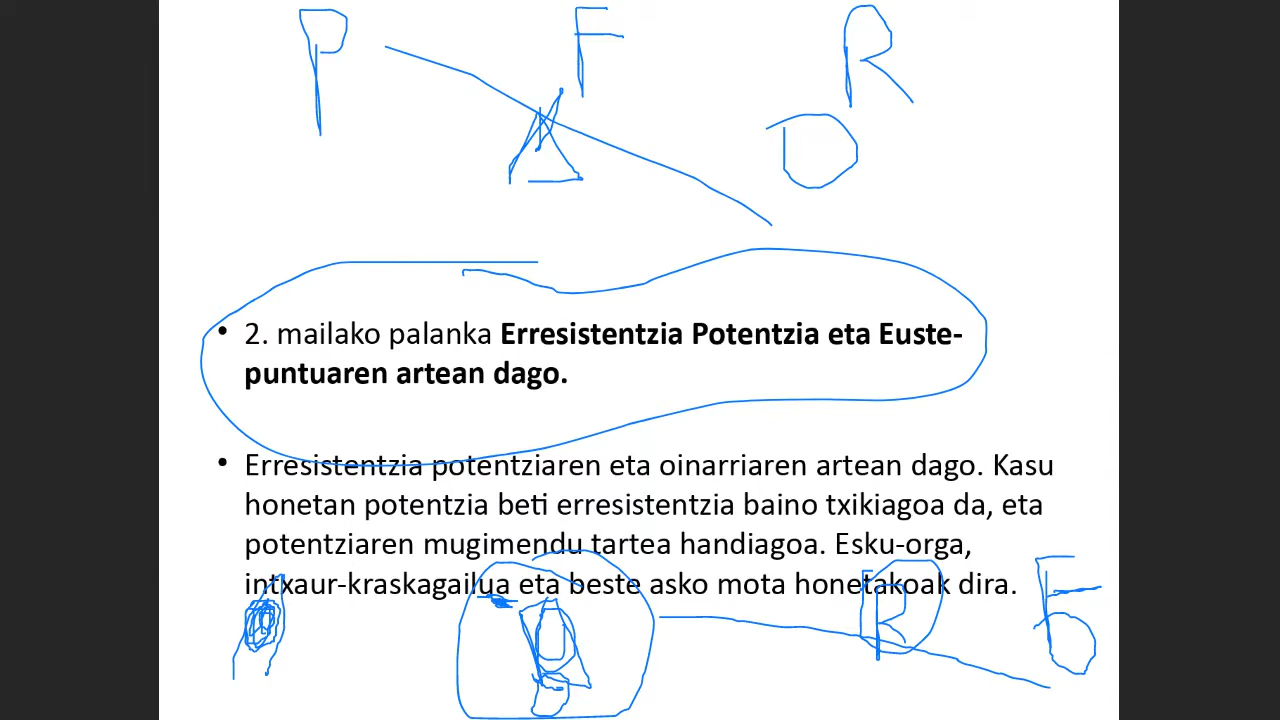 P F R
• 2. mailako palanka Erresistentzia Potentzia eta Euste-
puntuaren artean dago.
• Erresistentzia potentziaren eta oinarriaren artean dago. Kasu
honetan potentzia beti erresistentzia baino txikiagoa da, eta
potentziaren mugimendu tartea handiagoa. Esku-orga,
intxaur-kraskagailua eta beste asko mota honetakoak dira.
R F